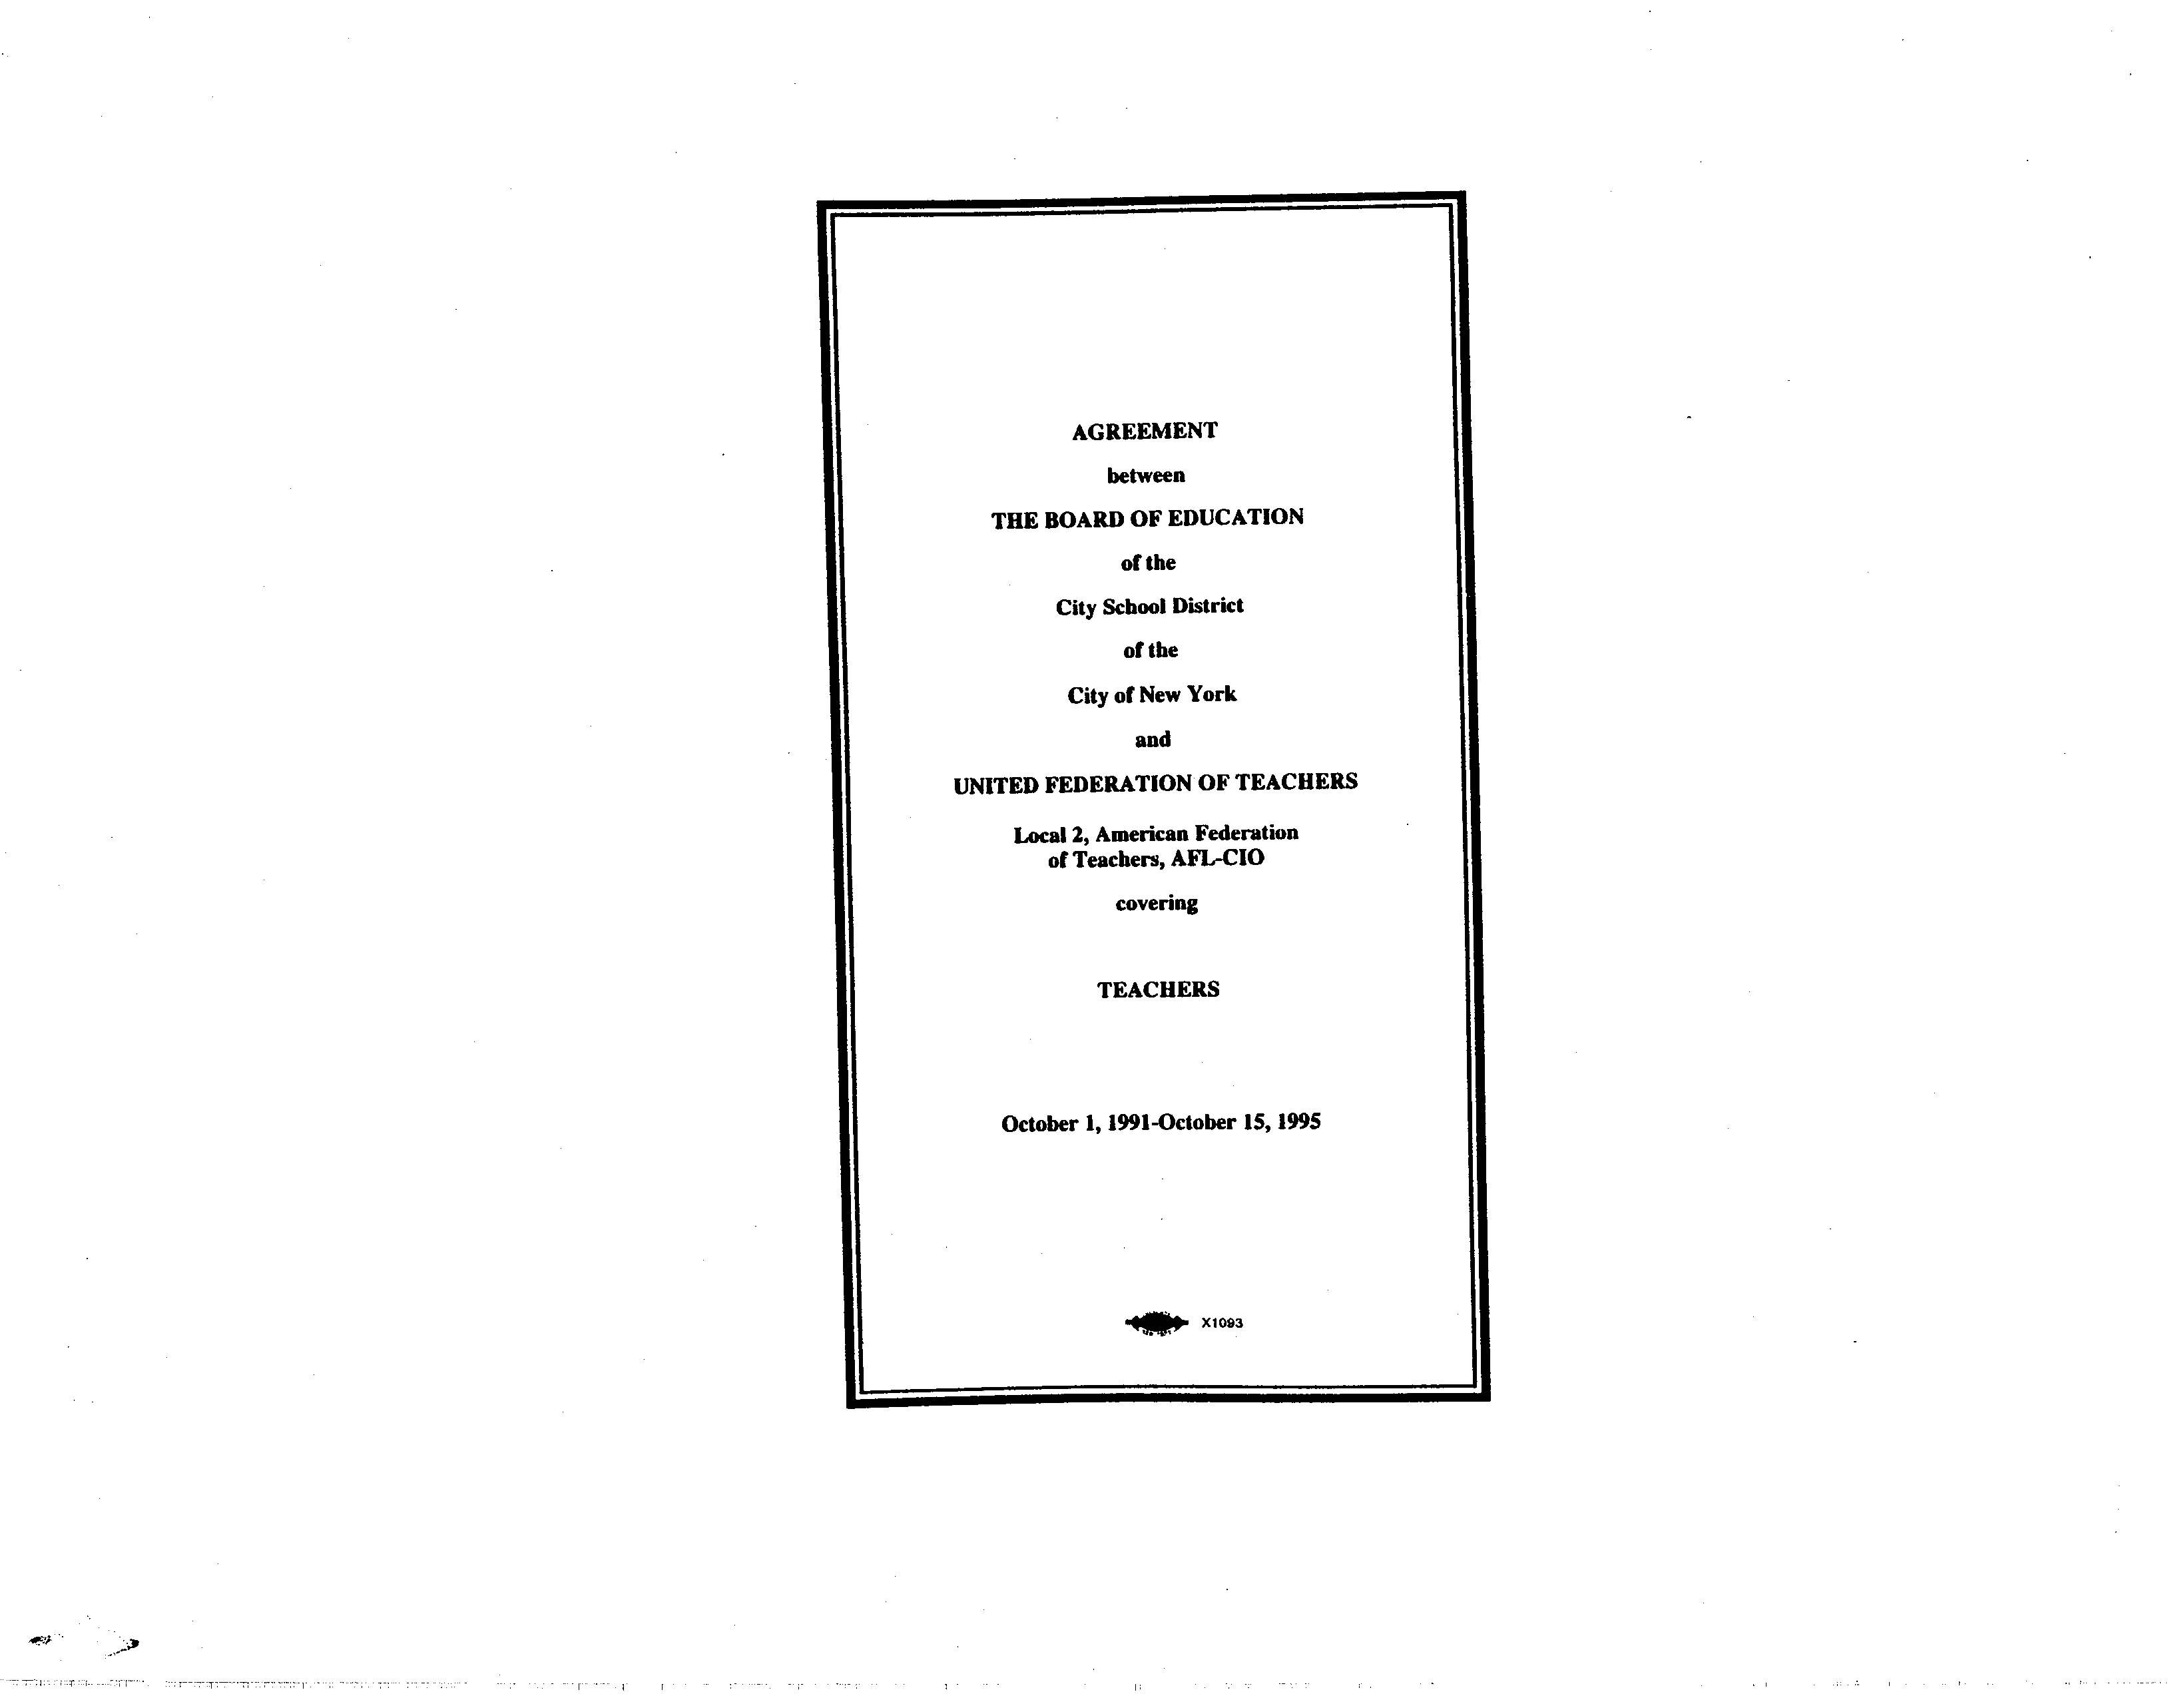 AGREEMENT
between
THE BOARD OF EDUCATION
of the
City School District
of the
City of New York
and
UNITED FEDERATION OF TEACHERS
Local 2, American Federation
of Teachers, AFL-CIO
covering
TEACHERS
October 1, 1991-October 15, 1995
X1093